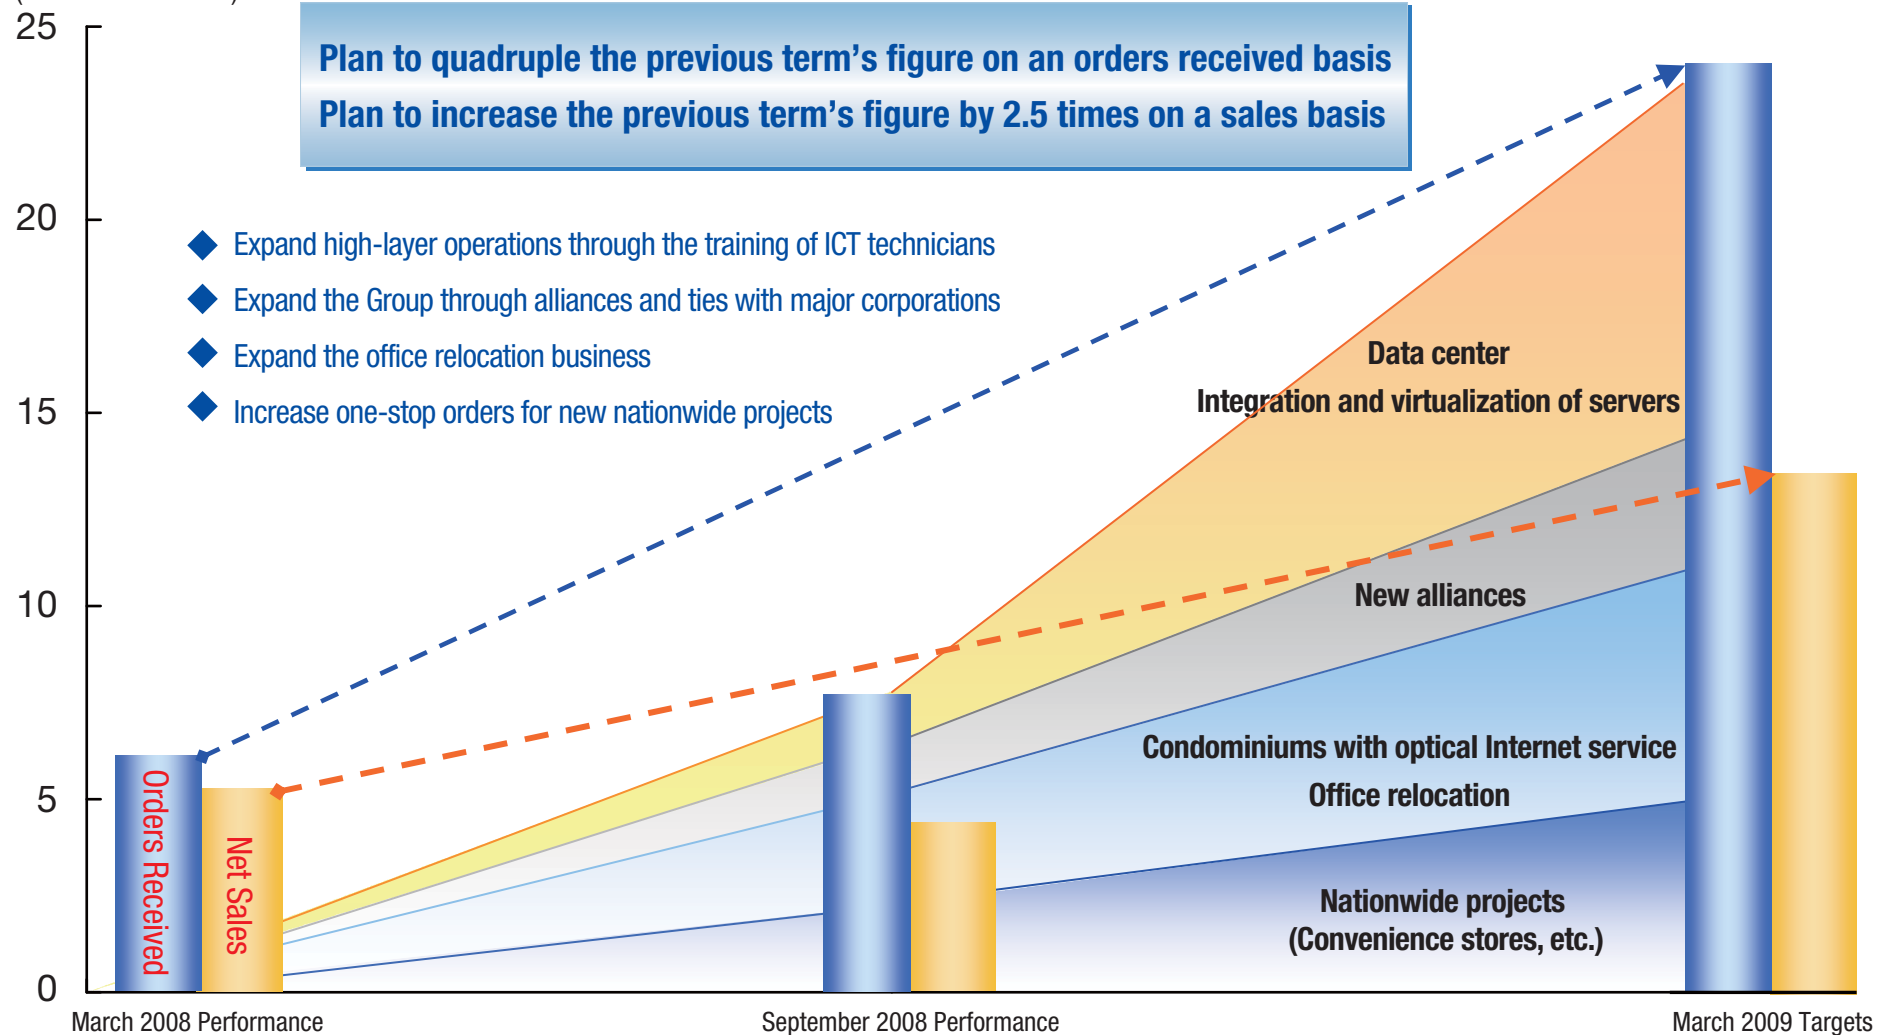 25
Plan to quadruple the previous term’s figure on an orders received basis
Plan to increase the previous term’s figure by 2.5 times on a sales basis
20
◆ Expand high-layer operations through the training of ICT technicians
◆ Expand the Group through alliances and ties with major corporations
◆ Expand the office relocation business
◆ Increase one-stop orders for new nationwide projects
Data center
Integration and virtualization of servers
15
10
New alliances
Condominiums with optical Internet service
Office relocation
5
Orders Received
Net Sales
Nationwide projects
(Convenience stores, etc.)
0
March 2008 Performance
September 2008 Performance
March 2009 Targets